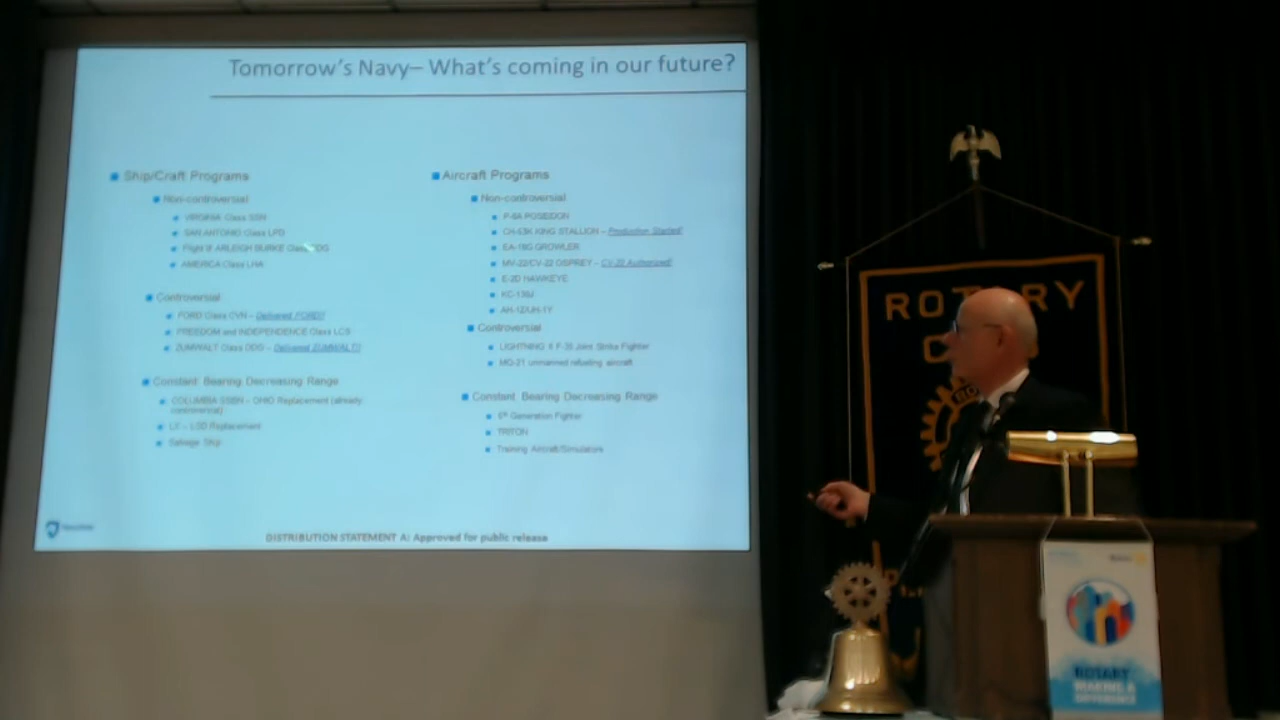 Tomorrow's Navy– What's coming in our future?
Ship/Craft Programs
Non-controversial
VIRGINIA Class SSN
SAN ANTONIO Class LPD
Flight III ARLEIGH BURKE Class DDG
AMERICA Class LHA
Controversial
FORD Class CVN – Delivered FORD!!
FREEDOM and INDEPENDENCE Class LCS
ZUMWALT Class DDG – Delivered ZUMWALT!!
Constant Bearing Decreasing Range
COLUMBIA SSBN – OHIO Replacement (already
controversial)
LX – LSD Replacement
Salvage Ship
Aircraft Programs
Non-controversial
P-8A POSEIDON
CH-53K KING STALLION – Production Started!
EA-18G GROWLER
MV-22/CV-22 OSPREY – CV-22 Authorized!
E-2D HAWKEYE
KC-130J
AH-1Z/UH-1Y
Controversial
LIGHTNING II F-35 Joint Strike Fighter
MQ-21 unmanned refueling aircraft
Constant Bearing Decreasing Range
6th Generation Fighter
TRITON
Training Aircraft/Simulators
DISTRIBUTION STATEMENT A: Approved for public release
ROTARY
ROTARY
MAKING A
DIFFERENCE